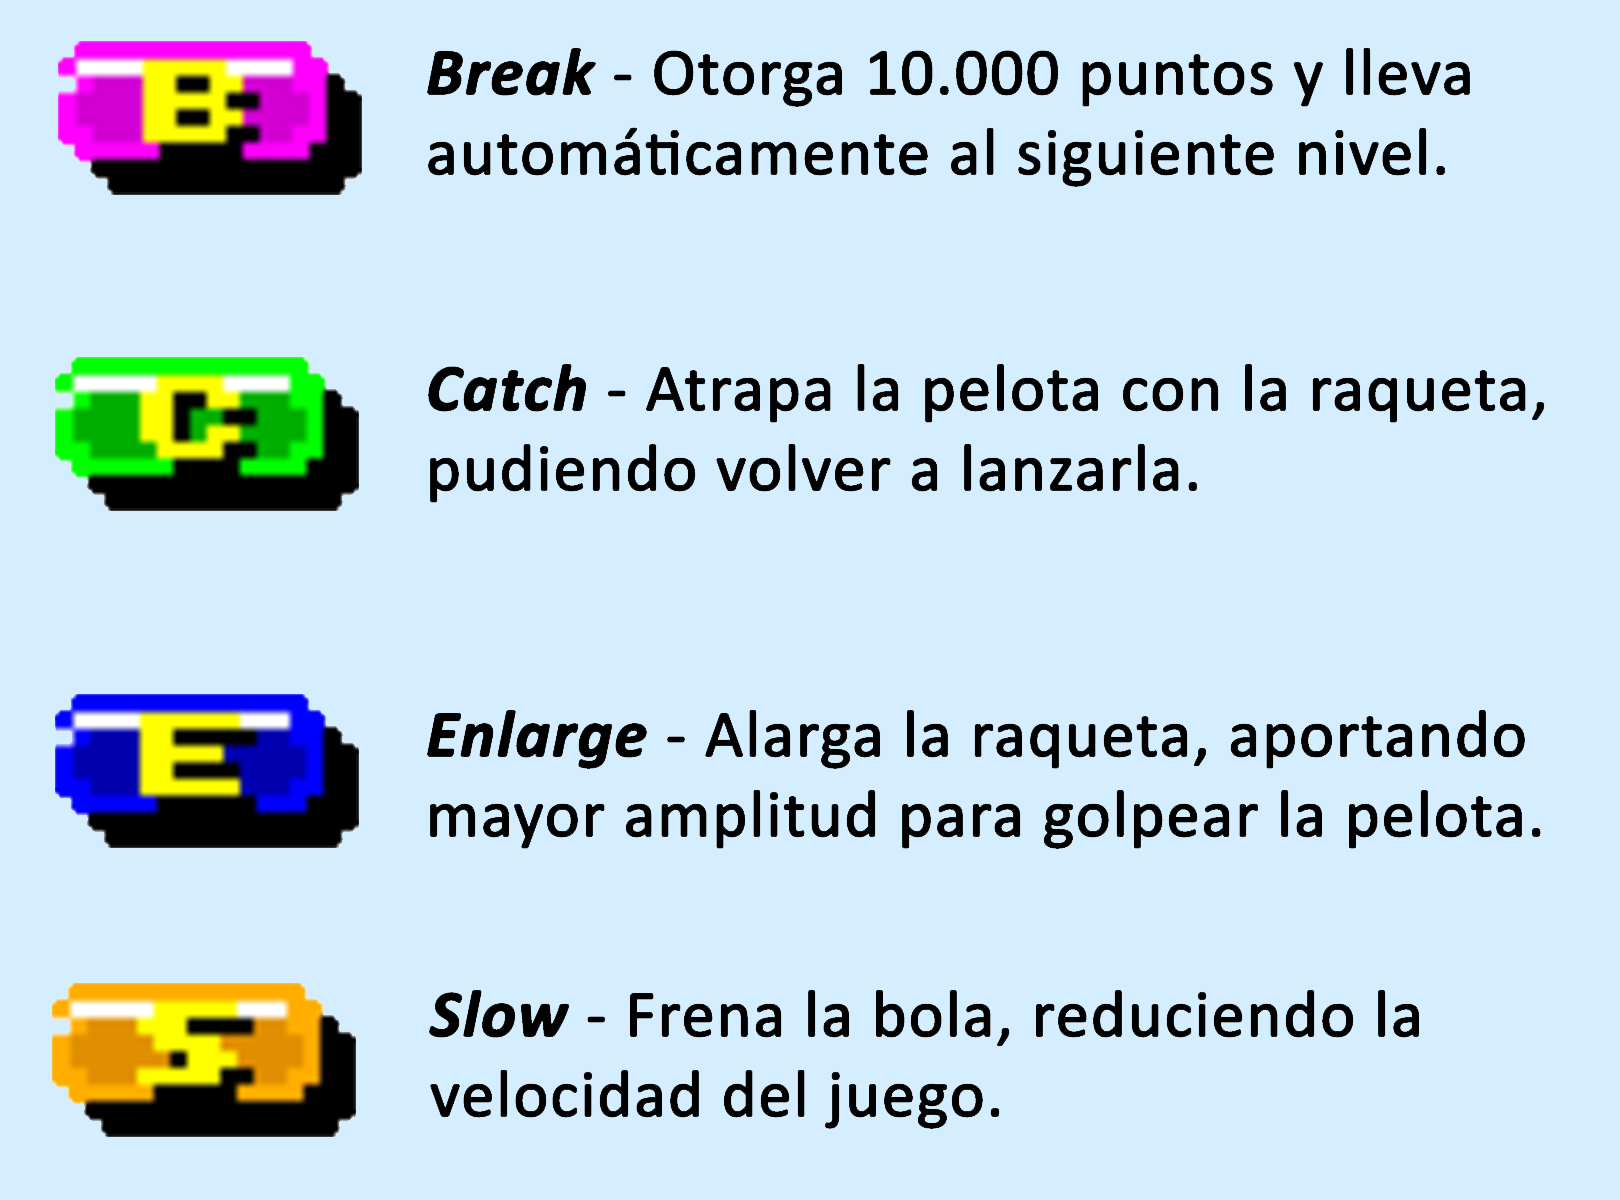 B
Break - Otorga 10.000 puntos y lleva
automáticamente al siguiente nivel.
C
Catch - Atrapa la pelota con la raqueta,
pudiendo volver a lanzarla.
E
Enlarge - Alarga la raqueta, aportando
mayor amplitud para golpear la pelota.
S
Slow - Frena la bola, reduciendo la
velocidad del juego.